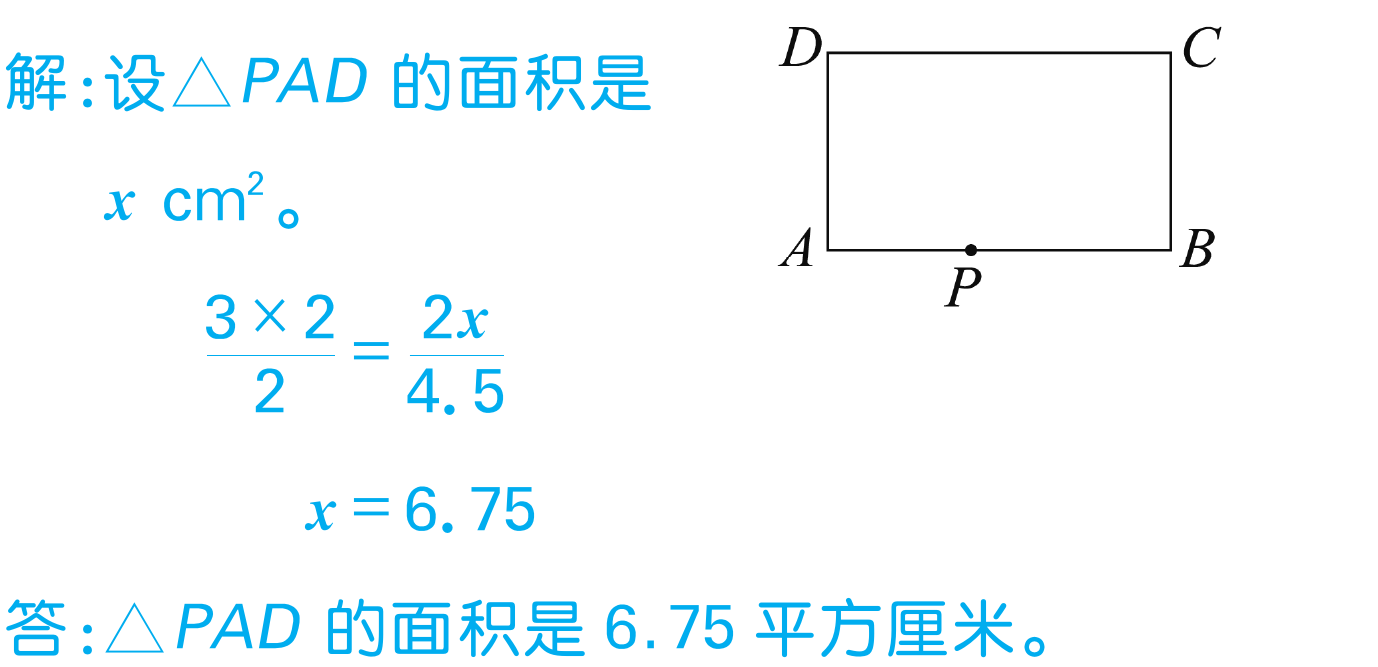 解:设△PAD 的面积是
x cm²。
3×2/2=2x/4.5
x=6.75
答:△PAD 的面积是 6.75 平方厘米。
D C
A B
P